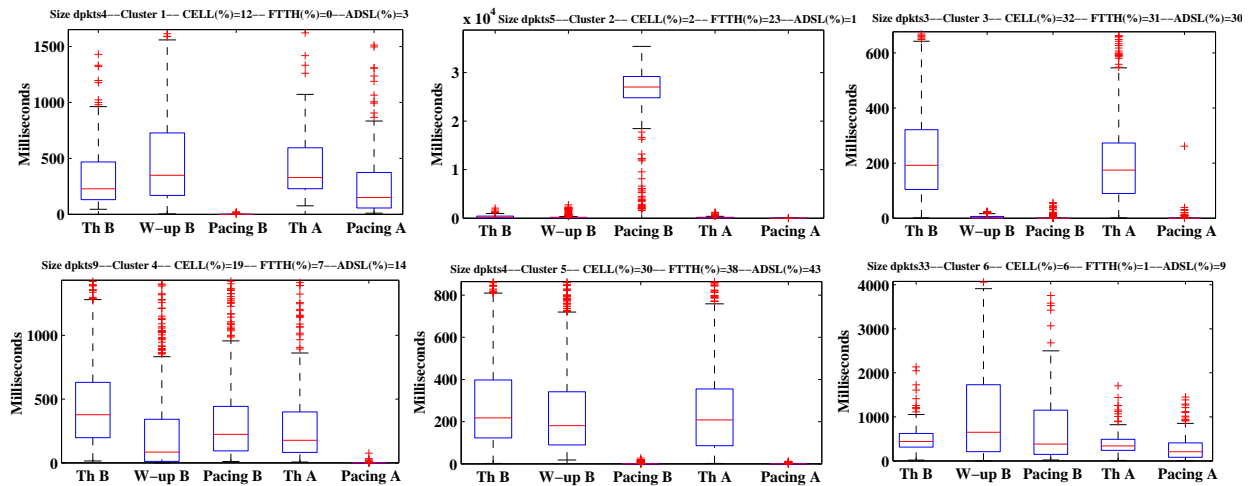 Size dpkts4−−Cluster 1−− CELL(%)=12−− FTTH(%)=0−−ADSL(%)=3
1500
1000
500
0
Milliseconds
Th B W−up B Pacing B Th A Pacing A
x 10^4 Size dpkts5−−Cluster 2−− CELL(%)=2−− FTTH(%)=23−−ADSL(%)=1
3
2
1
0
Milliseconds
Th B W−up B Pacing B Th A Pacing A
Size dpkts3−−Cluster 3−− CELL(%)=32−− FTTH(%)=31−−ADSL(%)=30
600
400
200
0
Milliseconds
Th B W−up B Pacing B Th A Pacing A
Size dpkts9−−Cluster 4−− CELL(%)=19−− FTTH(%)=7−−ADSL(%)=14
1000
500
0
Milliseconds
Th B W−up B Pacing B Th A Pacing A
Size dpkts4−−Cluster 5−− CELL(%)=30−− FTTH(%)=38−−ADSL(%)=43
800
600
400
200
0
Milliseconds
Th B W−up B Pacing B Th A Pacing A
Size dpkts33−−Cluster 6−− CELL(%)=6−− FTTH(%)=1−−ADSL(%)=9
4000
3000
2000
1000
0
Milliseconds
Th B W−up B Pacing B Th A Pacing A